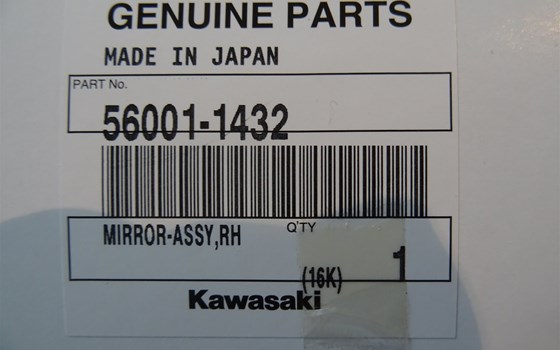 GENUINE PARTS
MADE IN JAPAN
PART No.
56001-1432
MIRROR-ASSY,RH Q'TY 1
(16K)
Kawasaki